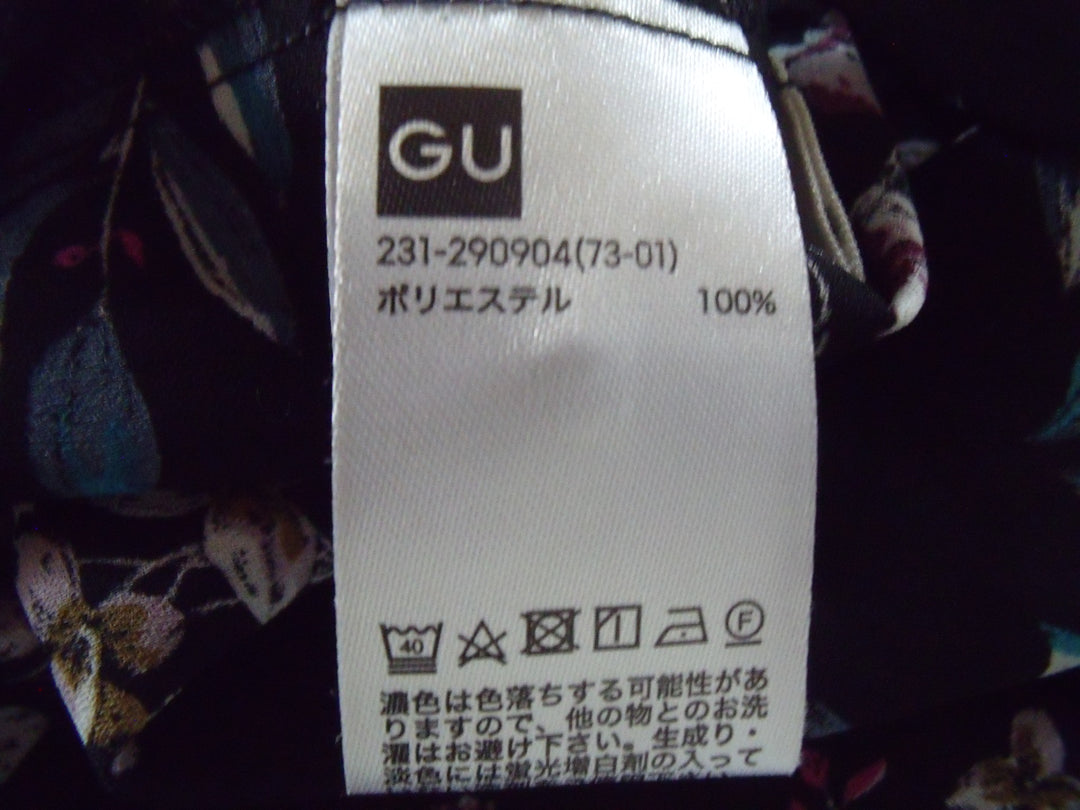 GU
231-290904(73-01)
ポリエステル 100%
40 F
濃色は色落ちする可能性があ
りますので、他の物とのお洗
濯はお避け下さい。生成り・
淡色には蛍光増白剤の入って